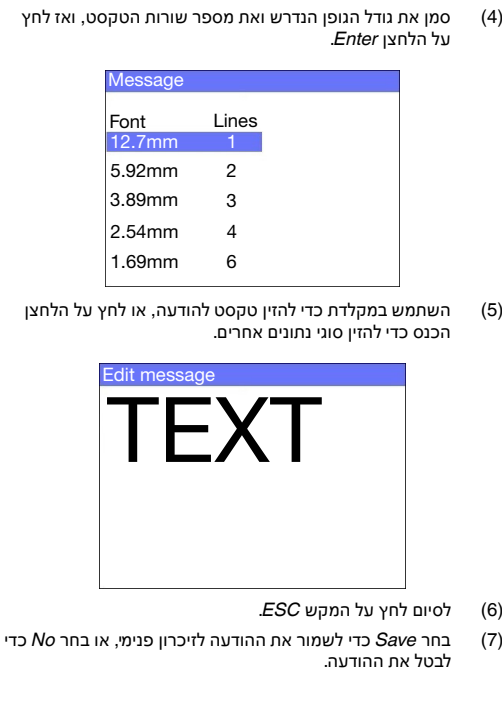 (4) סמן את גודל הגופן הנדרש ואת מספר שורות הטקסט, ואז לחץ
על הלחצן Enter.
Message
Font Lines
12.7mm 1
5.92mm 2
3.89mm 3
2.54mm 4
1.69mm 6
(5) השתמש במקלדת כדי להזין טקסט להודעה, או לחץ על הלחצן
הכנס כדי להזין סוגי נתונים אחרים.
Edit message
TEXT
(6) לסיום לחץ על המקש ESC.
(7) בחר Save כדי לשמור את ההודעה לזיכרון פנימי, או בחר No כדי
לבטל את ההודעה.